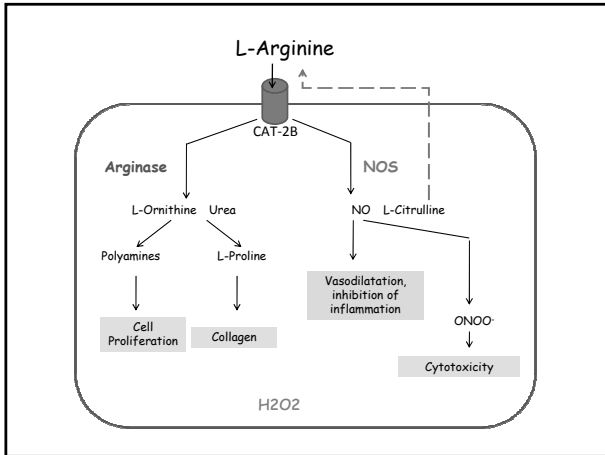 L-Arginine
CAT-2B
Arginase
NOS
L-Ornithine Urea
NO L-Citrulline
Polyamines
L-Proline
Vasodilatation,
inhibition of
inflammation
ONOO-
Cell
Proliferation
Collagen
Cytotoxicity
H2O2